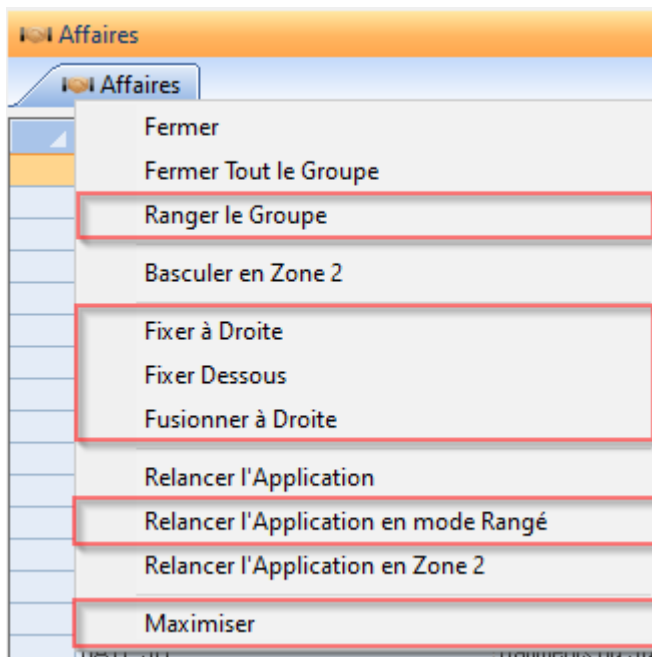 Affaires
Affaires
Fermer
Fermer Tout le Groupe
Ranger le Groupe
Basculer en Zone 2
Fixer à Droite
Fixer Dessous
Fusionner à Droite
Relancer l'Application
Relancer l'Application en mode Rangé
Relancer l'Application en Zone 2
Maximiser